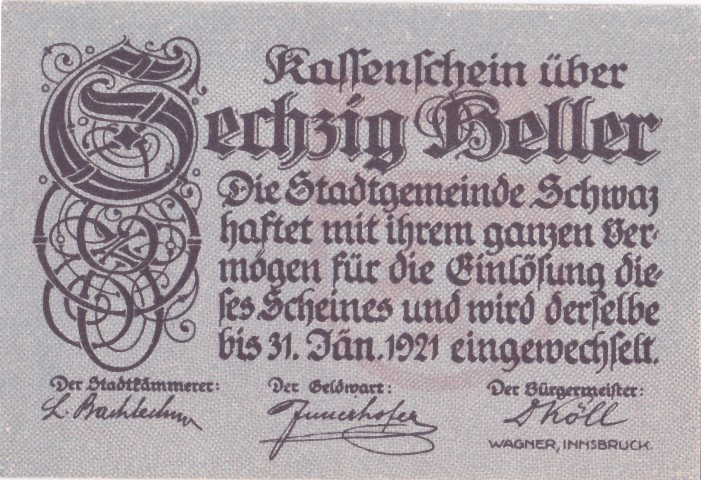 Kassenschein über
Sechzig Heller
Die Stadtgemeinde Schwaz
haftet mit ihrem ganzen Ver-
mögen für die Einlösung die-
ses Scheines und wird derselbe
bis 31. Jän. 1921 eingewechselt.
Der Stadtkämmerer: Der Geldwart: Der Bürgermeister:
WAGNER, INNSBRUCK.